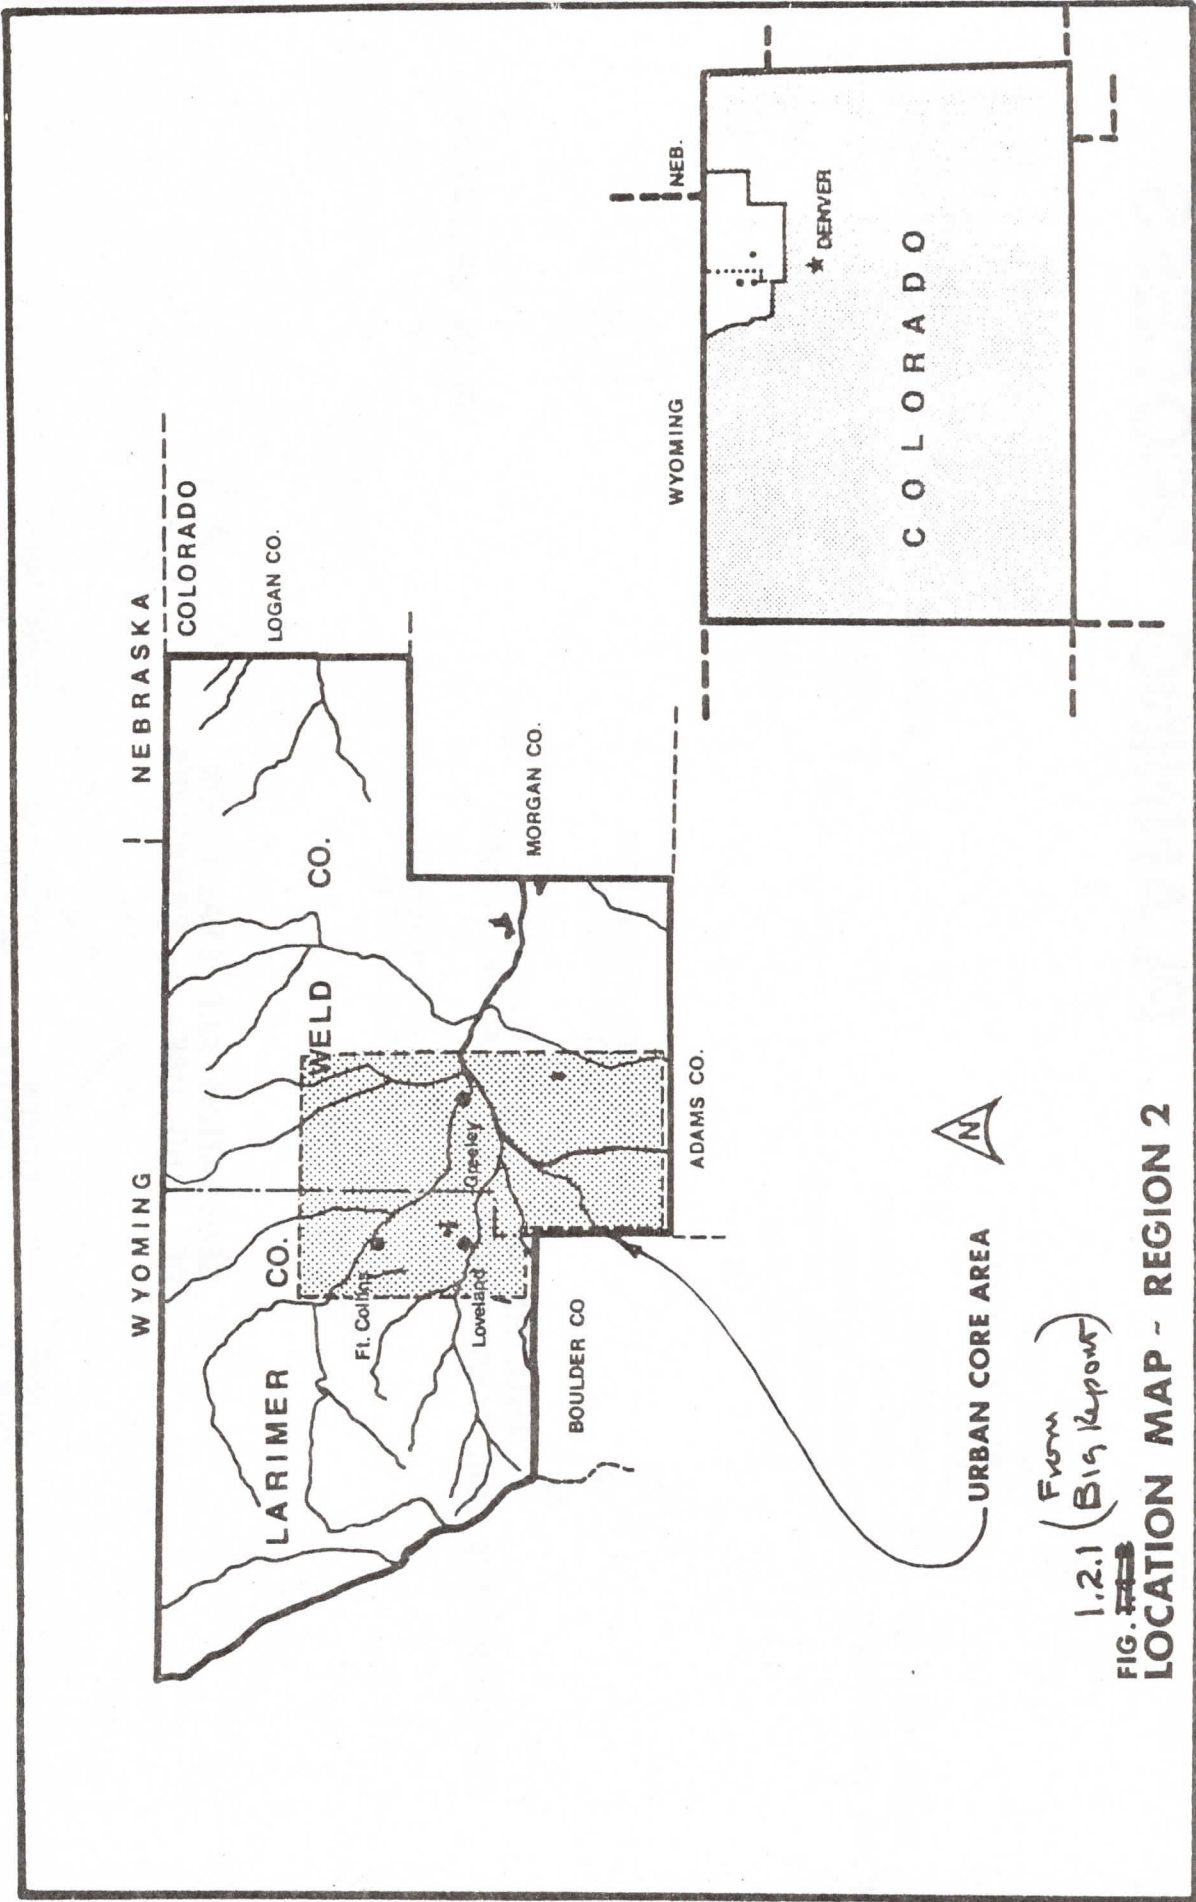 WYOMING
NEBRASKA
COLORADO
LARIMER CO.
WELD CO.
LOGAN CO.
Ft. Collins
Loveland
Greeley
MORGAN CO.
BOULDER CO
ADAMS CO.
URBAN CORE AREA
N
WYOMING
NEB.
DENVER
COLORADO
1.2.1 (From
Big Report)
FIG.
LOCATION MAP - REGION 2